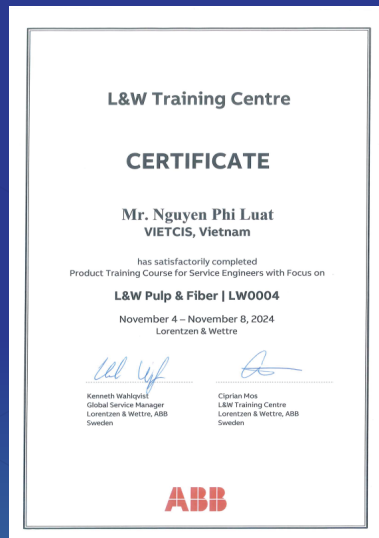 L&W Training Centre
CERTIFICATE
Mr. Nguyen Phi Luat
VIETCIS, Vietnam
has satisfactorily completed
Product Training Course for Service Engineers with Focus on
L&W Pulp & Fiber | LW0004
November 4 – November 8, 2024
Lorentzen & Wettre
Kenneth Wahlqvist
Global Service Manager
Lorentzen & Wettre, ABB
Sweden
Ciprian Mos
L&W Training Centre
Lorentzen & Wettre, ABB
Sweden
ABB